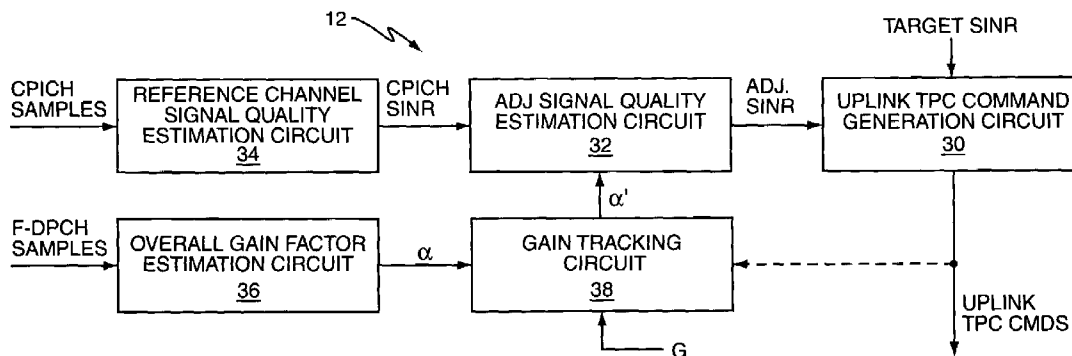 12
TARGET SINR
CPICH
SAMPLES
REFERENCE CHANNEL
SIGNAL QUALITY
ESTIMATION CIRCUIT
34
CPICH
SINR
ADJ SIGNAL QUALITY
ESTIMATION CIRCUIT
32
ADJ.
SINR
UPLINK TPC COMMAND
GENERATION CIRCUIT
30
α'
F-DPCH
SAMPLES
OVERALL GAIN FACTOR
ESTIMATION CIRCUIT
36
α
GAIN TRACKING
CIRCUIT
38
UPLINK
TPC CMDS
G